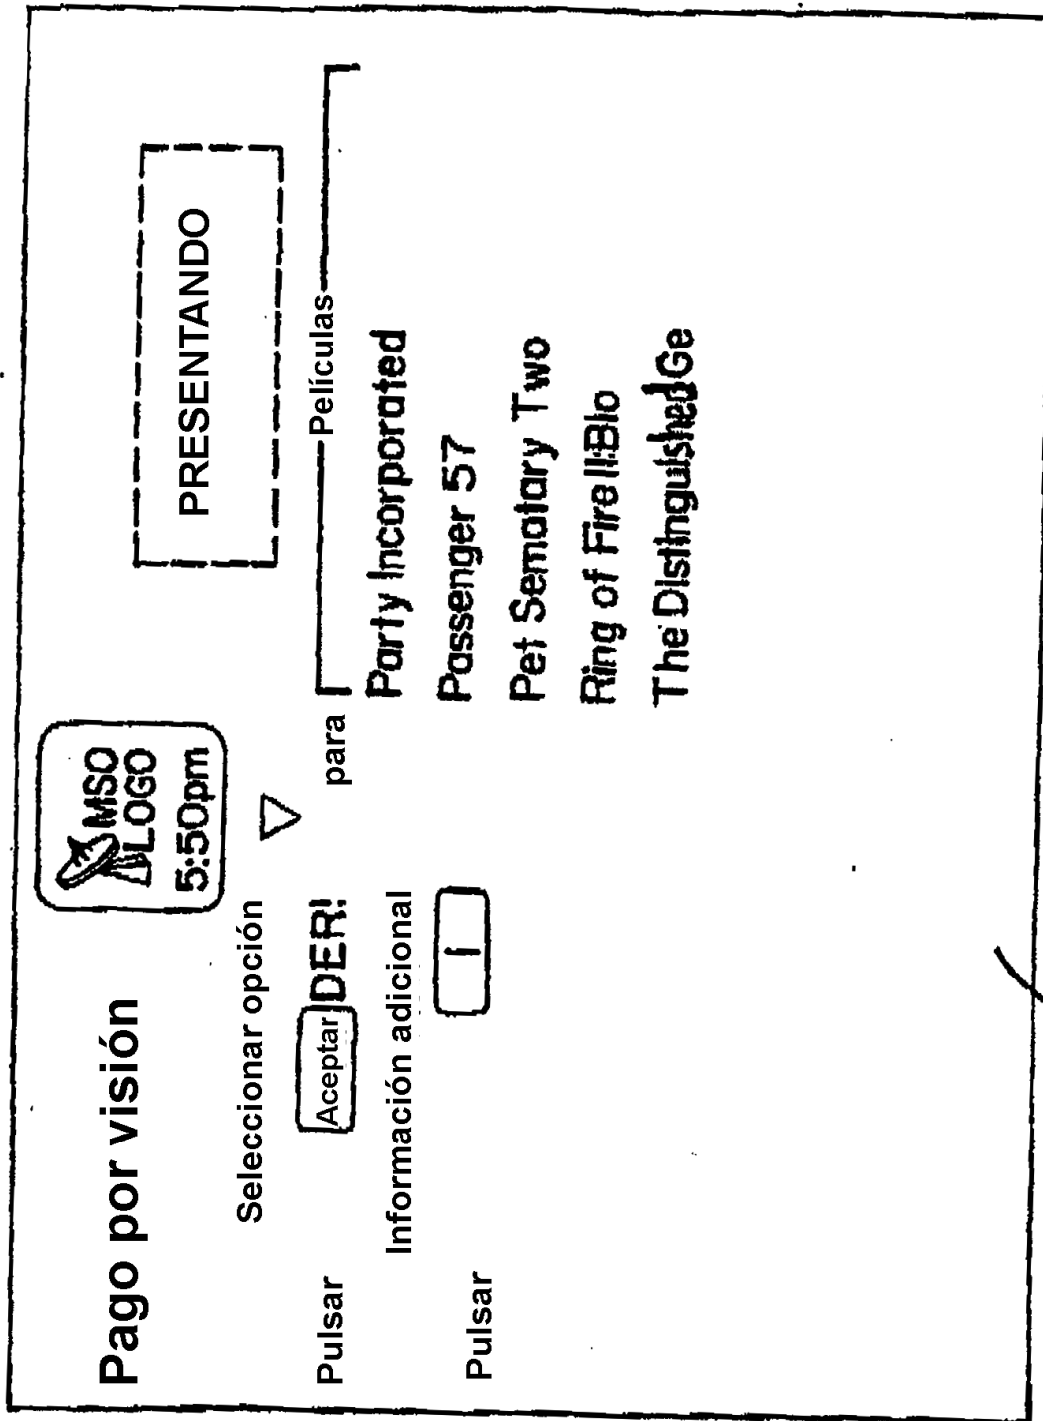 Pago por visión
MSO
LOGO
5:50pm
PRESENTANDO
Seleccionar opción
Pulsar Aceptar DER! para
Películas
Información adicional
Pulsar I
Party Incorporated
Passenger 57
Pet Sematary Two
Ring of Fire II:Blo
The Distinguished Ge